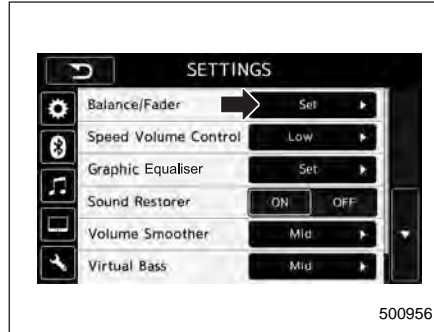 SETTINGS
Balance/Fader Set
Speed Volume Control Low
Graphic Equaliser Set
Sound Restorer ON OFF
Volume Smoother Mid
Virtual Bass Mid
500956